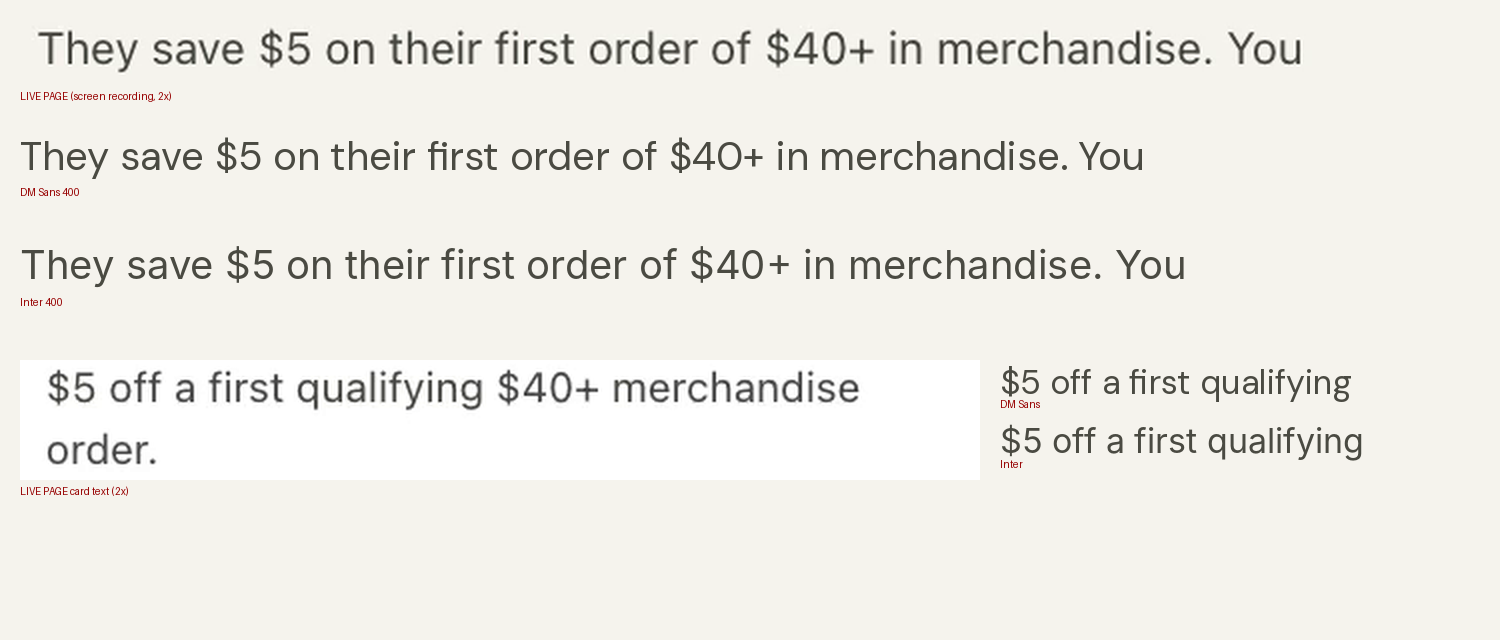 They save $5 on their first order of $40+ in merchandise. You
LIVE PAGE (screen recording, 2x)
They save $5 on their first order of $40+ in merchandise. You
DM Sans 400
They save $5 on their first order of $40+ in merchandise. You
Inter 400
$5 off a first qualifying $40+ merchandise
order.
LIVE PAGE card text (2x)
$5 off a first qualifying
DM Sans
$5 off a first qualifying
Inter